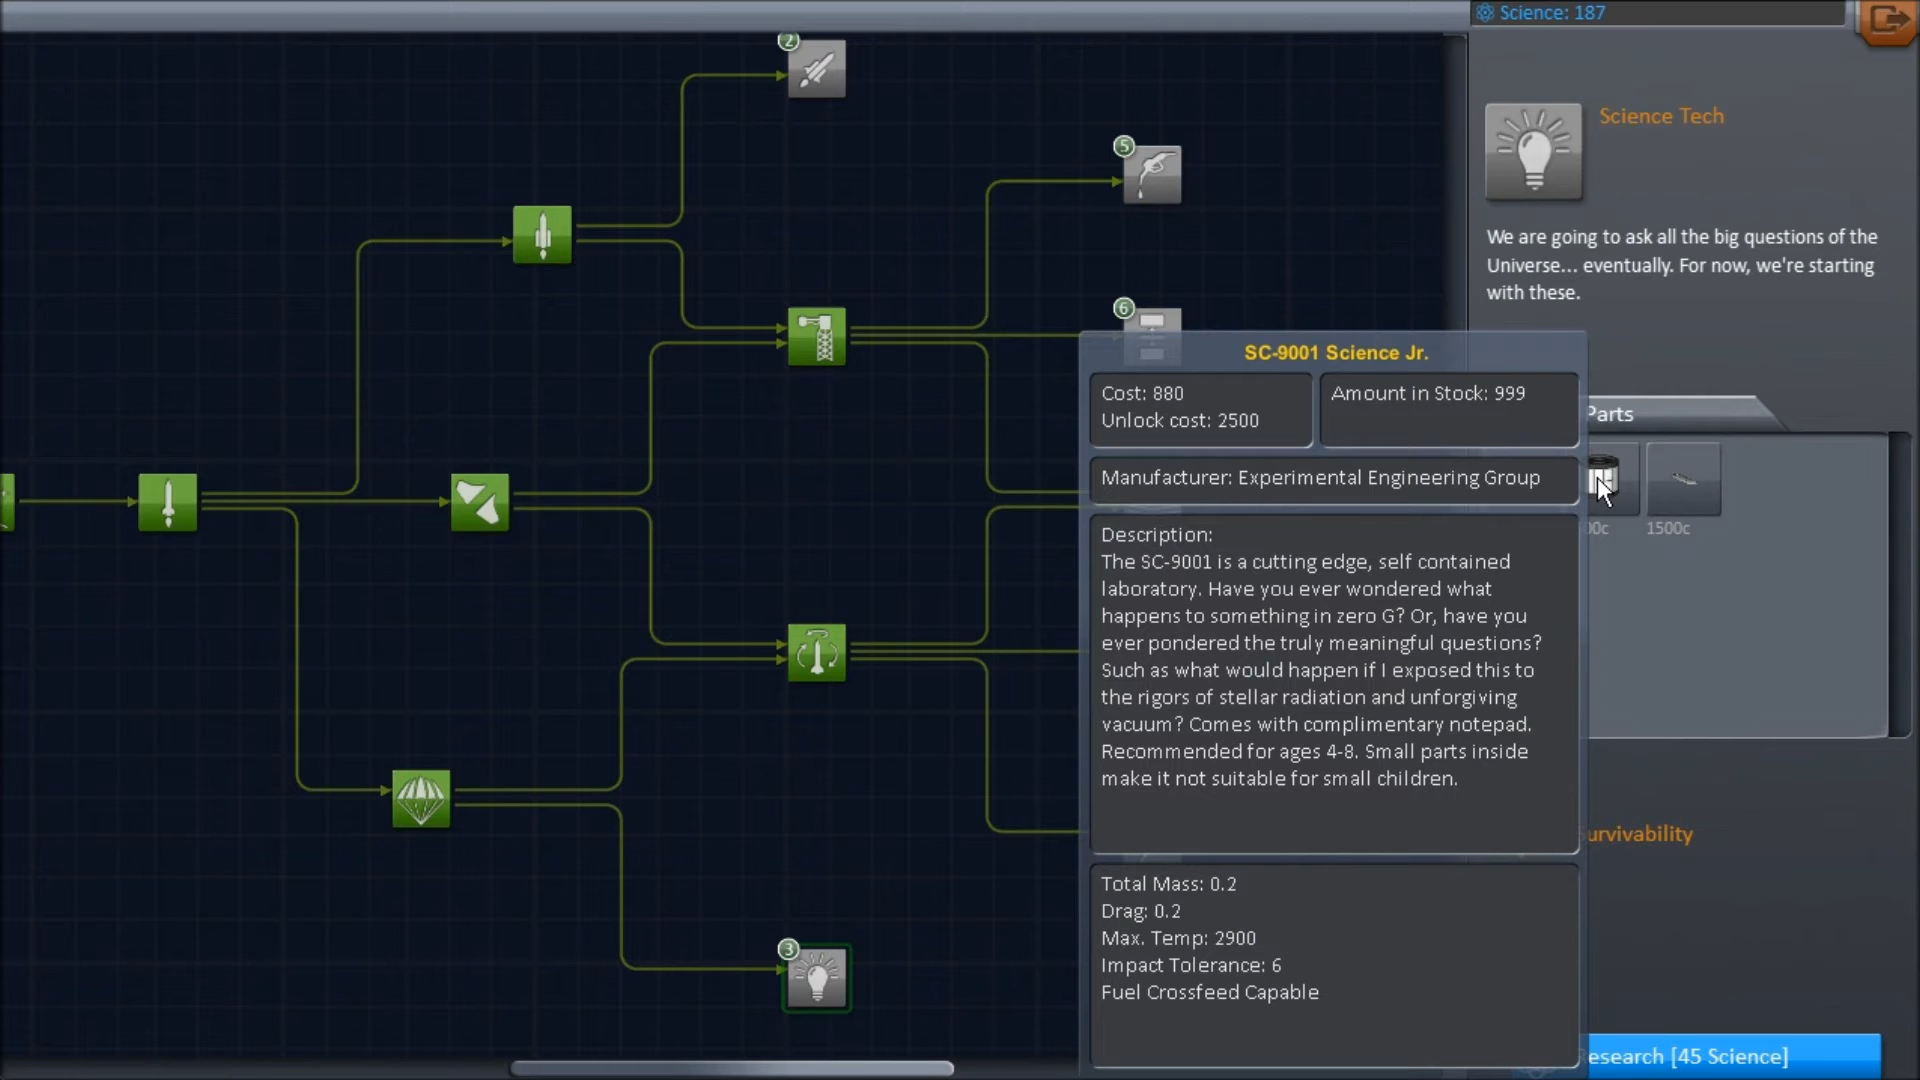 Science: 187
2
Science Tech
5
We are going to ask all the big questions of the
Universe... eventually. For now, we're starting
with these.
6
SC-9001 Science Jr.
Cost: 880
Unlock cost: 2500
Amount in Stock: 999
Parts
Manufacturer: Experimental Engineering Group
1500c
Description:
The SC-9001 is a cutting edge, self contained
laboratory. Have you ever wondered what
happens to something in zero G? Or, have you
ever pondered the truly meaningful questions?
Such as what would happen if I exposed this to
the rigors of stellar radiation and unforgiving
vacuum? Comes with complimentary notepad.
Recommended for ages 4-8. Small parts inside
make it not suitable for small children.
urvivability
Total Mass: 0.2
Drag: 0.2
Max. Temp: 2900
Impact Tolerance: 6
Fuel Crossfeed Capable
3
esearch [45 Science]